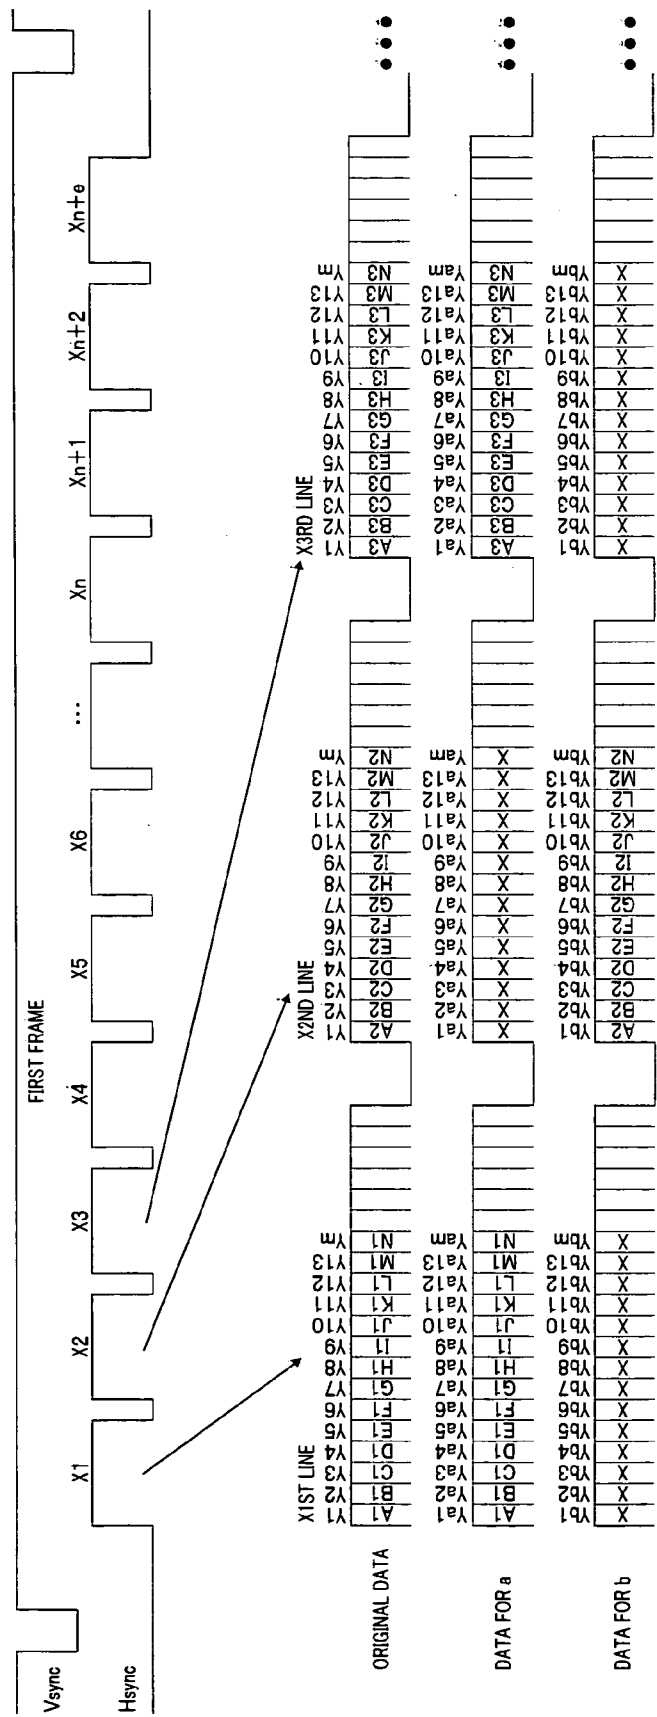 FIRST FRAME
Vsync
Hsync
X1 X2 X3 X4 X5 X6 ... Xn Xn+1 Xn+2 Xn+e
X1ST LINE X2ND LINE X3RD LINE
Y1 Y2 Y3 Y4 Y5 Y6 Y7 Y8 Y9 Y10 Y11 Y12 Y13 Ym Y1 Y2 Y3 Y4 Y5 Y6 Y7 Y8 Y9 Y10 Y11 Y12 Y13 Ym Y1 Y2 Y3 Y4 Y5 Y6 Y7 Y8 Y9 Y10 Y11 Y12 Y13 Ym
ORIGINAL DATA A1 B1 C1 D1 E1 F1 G1 H1 I1 J1 K1 L1 M1 N1 A2 B2 C2 D2 E2 F2 G2 H2 I2 J2 K2 L2 M2 N2 A3 B3 C3 D3 E3 F3 G3 H3 I3 J3 K3 L3 M3 N3
Ya1 Ya2 Ya3 Ya4 Ya5 Ya6 Ya7 Ya8 Ya9 Ya10 Ya11 Ya12 Ya13 Yam Ya1 Ya2 Ya3 Ya4 Ya5 Ya6 Ya7 Ya8 Ya9 Ya10 Ya11 Ya12 Ya13 Yam Ya1 Ya2 Ya3 Ya4 Ya5 Ya6 Ya7 Ya8 Ya9 Ya10 Ya11 Ya12 Ya13 Yam
DATA FOR a A1 B1 C1 D1 E1 F1 G1 H1 I1 J1 K1 L1 M1 N1 X X X X X X X X X X X X X X A3 B3 C3 D3 E3 F3 G3 H3 I3 J3 K3 L3 M3 N3
Yb1 Yb2 Yb3 Yb4 Yb5 Yb6 Yb7 Yb8 Yb9 Yb10 Yb11 Yb12 Yb13 Ybm Yb1 Yb2 Yb3 Yb4 Yb5 Yb6 Yb7 Yb8 Yb9 Yb10 Yb11 Yb12 Yb13 Ybm Yb1 Yb2 Yb3 Yb4 Yb5 Yb6 Yb7 Yb8 Yb9 Yb10 Yb11 Yb12 Yb13 Ybm
DATA FOR b X X X X X X X X X X X X X X A2 B2 C2 D2 E2 F2 G2 H2 I2 J2 K2 L2 M2 N2 X X X X X X X X X X X X X X